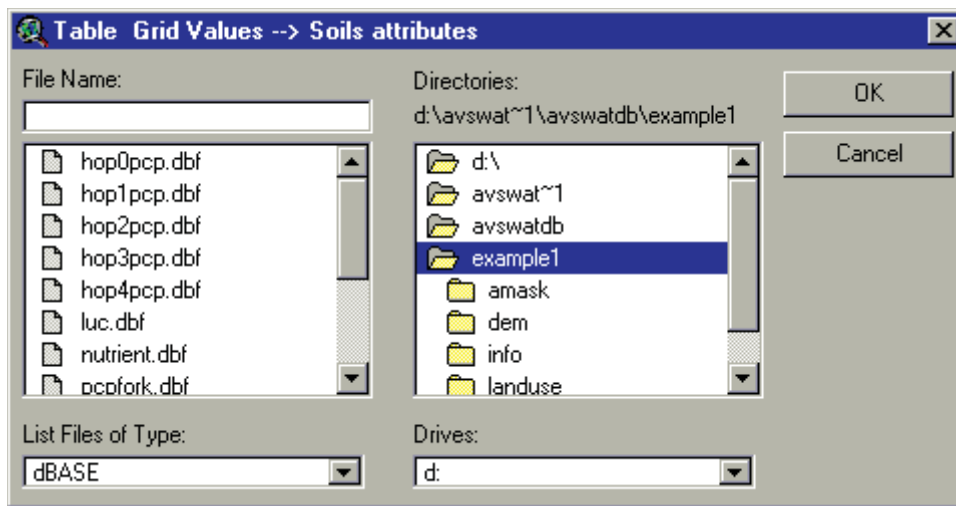 Table Grid Values --> Soils attributes
File Name:
hop0pcp.dbf
hop1pcp.dbf
hop2pcp.dbf
hop3pcp.dbf
hop4pcp.dbf
luc.dbf
nutrient.dbf
pcpfork.dbf
List Files of Type:
dBASE
Directories:
d:\avswat~1\avswatdb\example1
d:\
avswat~1
avswatdb
example1
amask
dem
info
landuse
Drives:
d:
OK
Cancel